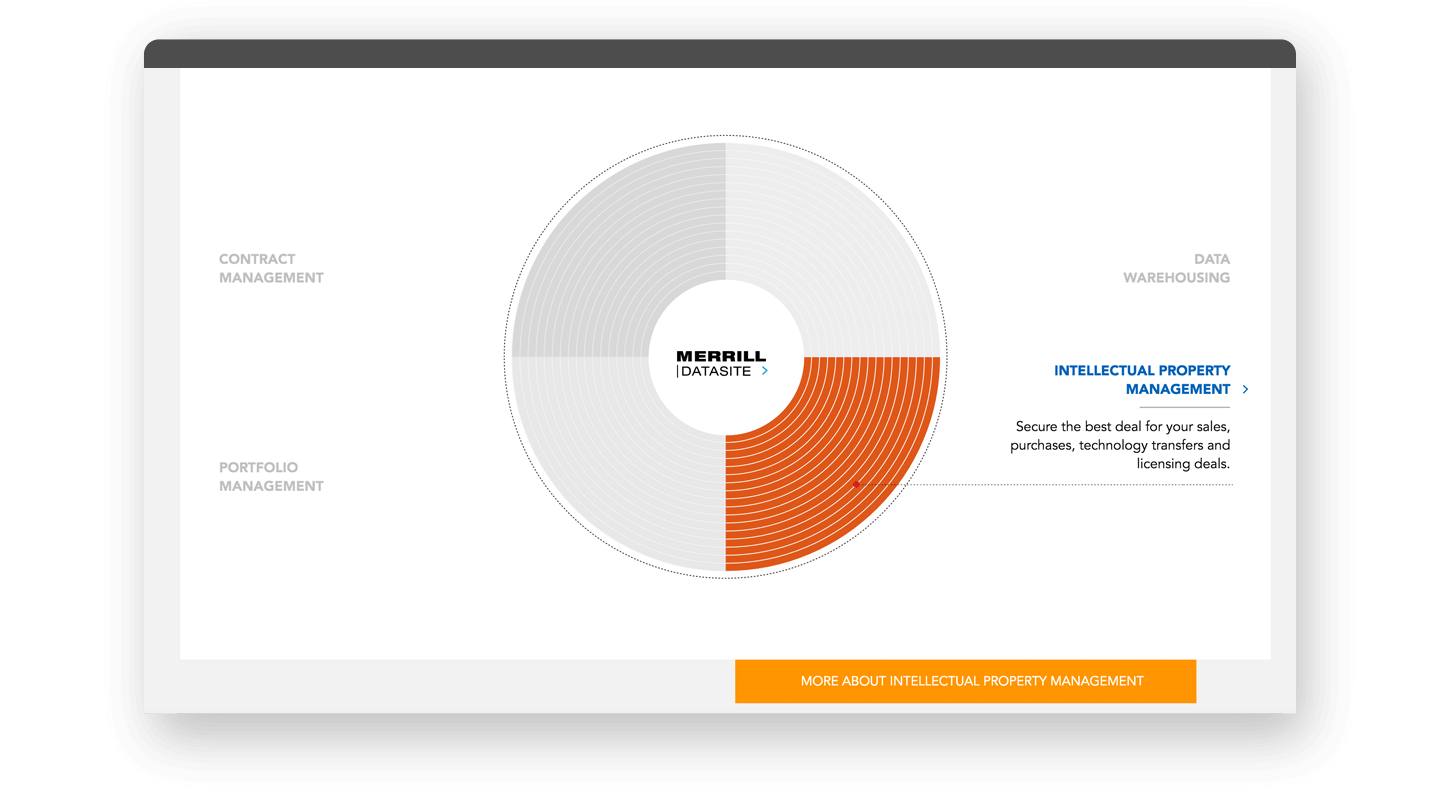 CONTRACT
MANAGEMENT
DATA
WAREHOUSING
MERRILL
|DATASITE >
INTELLECTUAL PROPERTY
MANAGEMENT >
Secure the best deal for your sales,
purchases, technology transfers and
licensing deals.
PORTFOLIO
MANAGEMENT
MORE ABOUT INTELLECTUAL PROPERTY MANAGEMENT